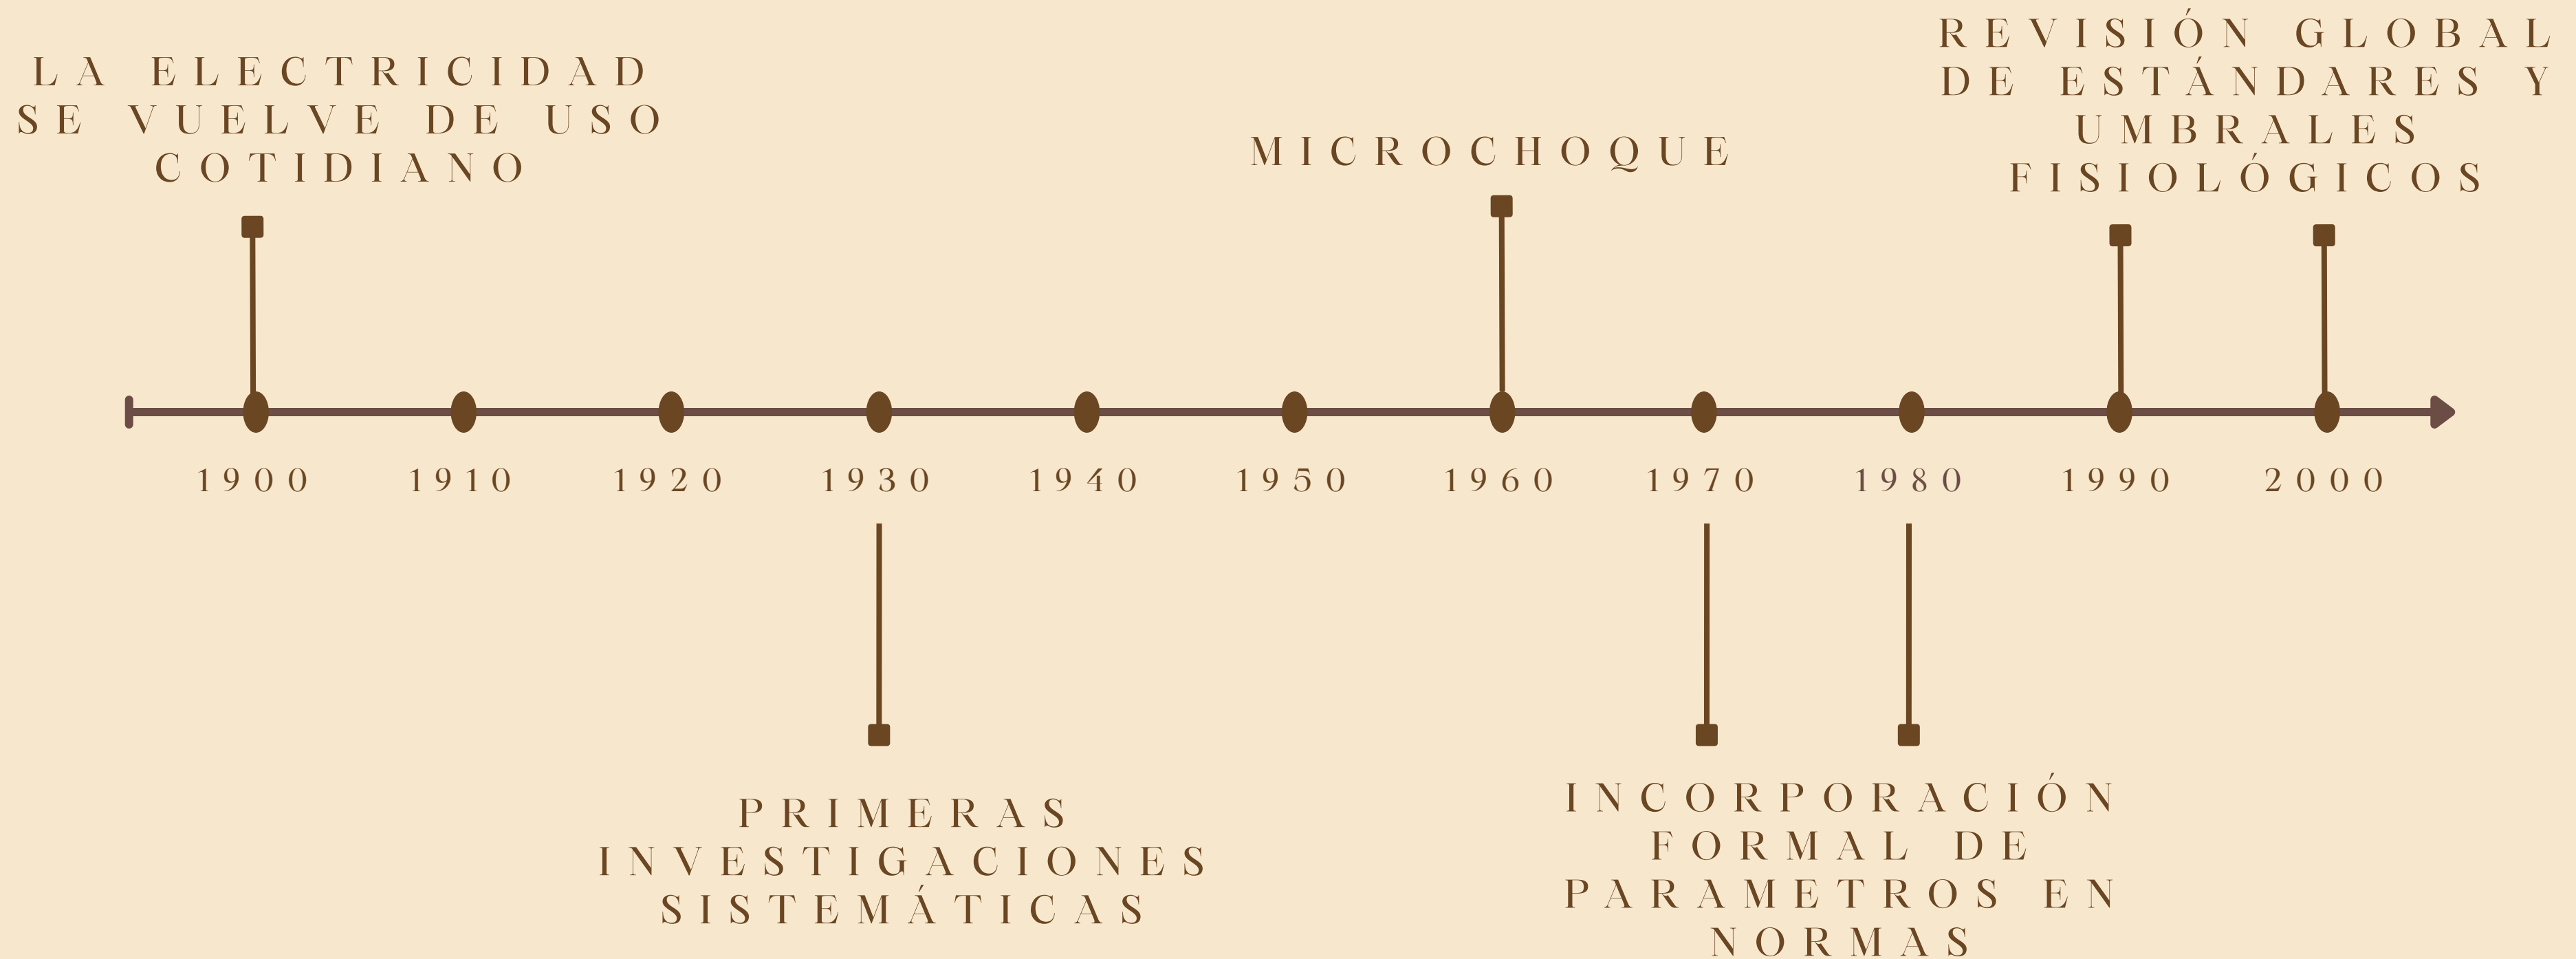 LA ELECTRICIDAD
SE VUELVE DE USO
COTIDIANO
MICROCHOQUE
REVISIÓN GLOBAL
DE ESTÁNDARES Y
UMBRALES
FISIOLÓGICOS
1900 1910 1920 1930 1940 1950 1960 1970 1980 1990 2000
PRIMERAS
INVESTIGACIONES
SISTEMÁTICAS
INCORPORACIÓN
FORMAL DE
PARAMETROS EN
NORMAS